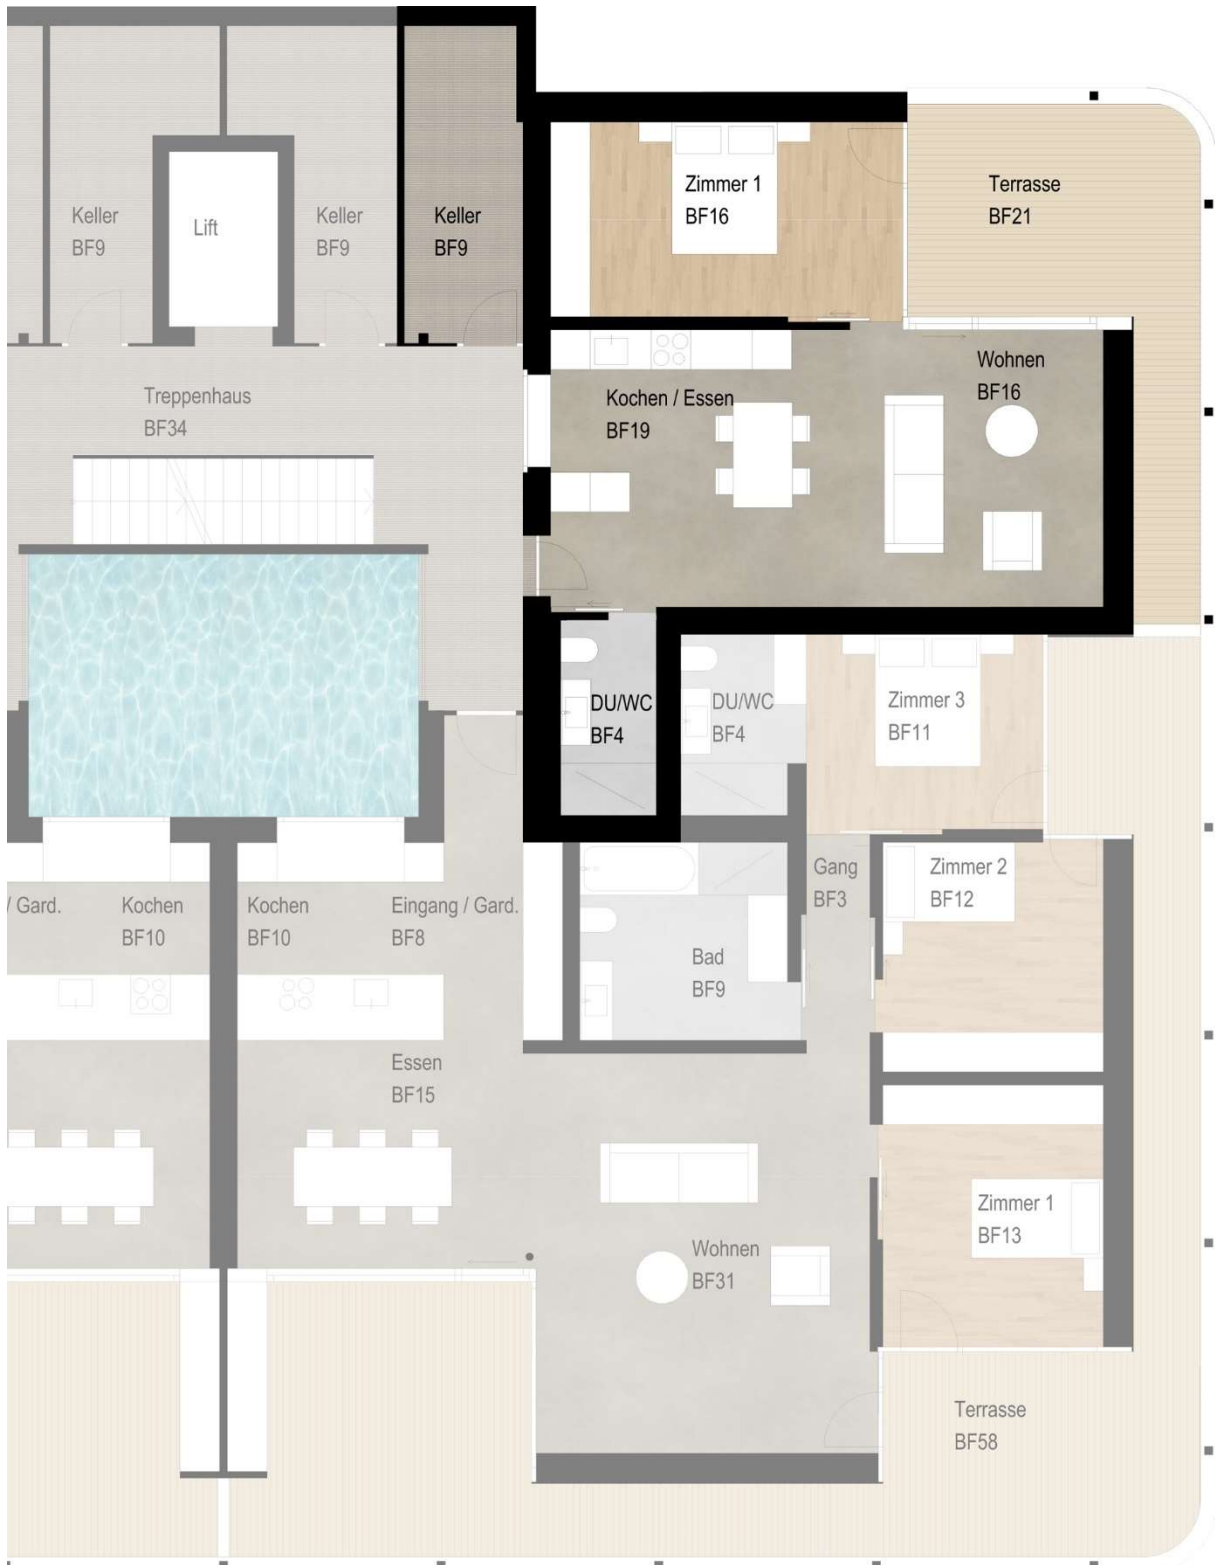 Keller
BF9
Lift
Keller
BF9
Keller
BF9
Zimmer 1
BF16
Terrasse
BF21
Treppenhaus
BF34
Kochen / Essen
BF19
Wohnen
BF16
DU/WC
BF4
DU/WC
BF4
Zimmer 3
BF11
/ Gard.
Kochen
BF10
Kochen
BF10
Eingang / Gard.
BF8
Bad
BF9
Gang
BF3
Zimmer 2
BF12
Essen
BF15
Wohnen
BF31
Zimmer 1
BF13
Terrasse
BF58